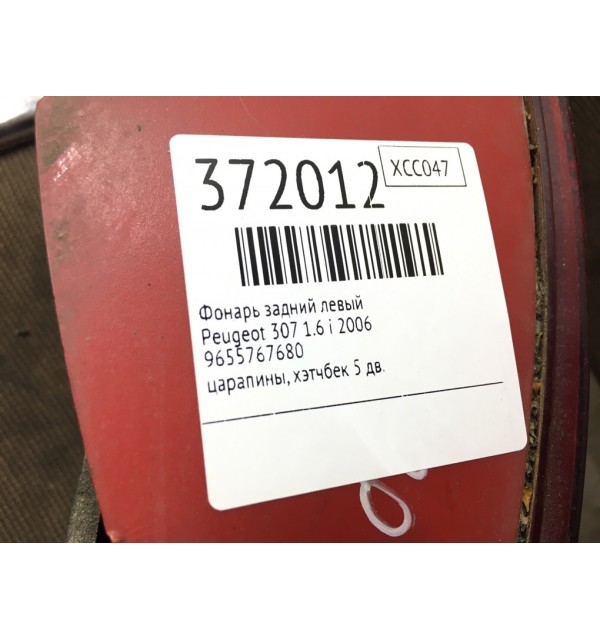 372012
XCC047
Фонарь задний левый
Peugeot 307 1.6 i 2006
9655767680
царапины, хэтчбек 5 дв.